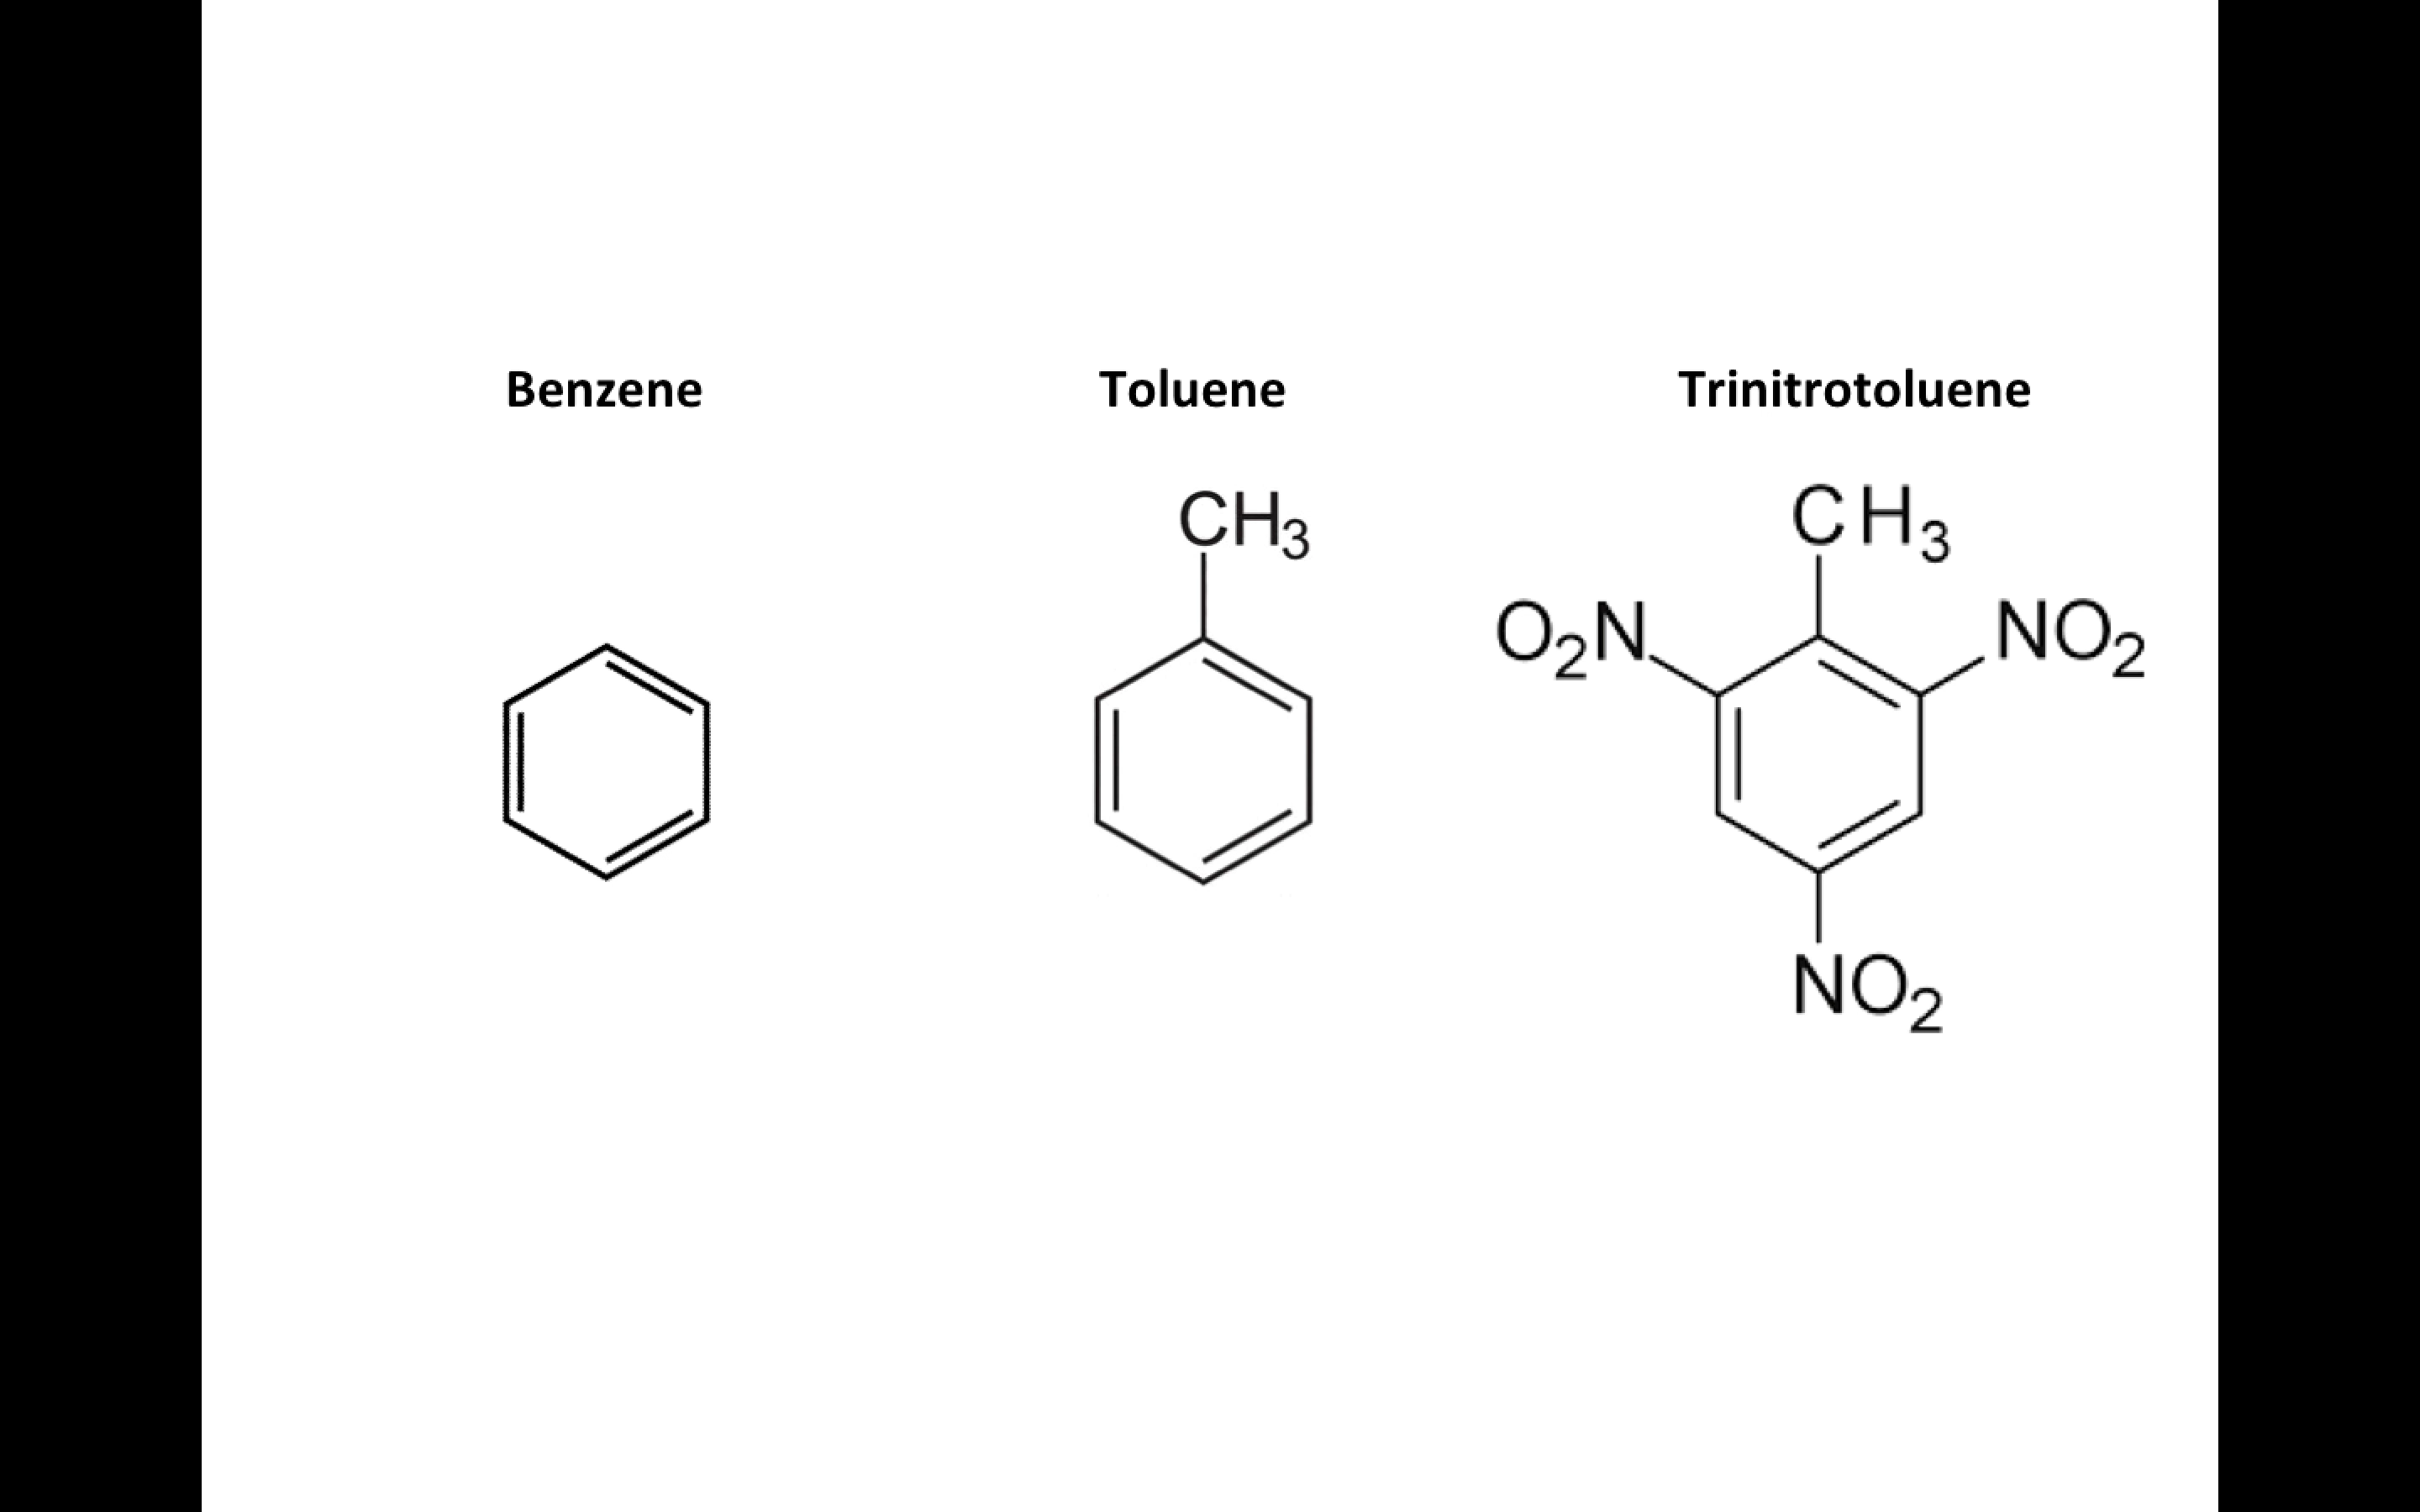 Benzene
Toluene
Trinitrotoluene
CH₃
CH₃
O₂N
NO₂
NO₂